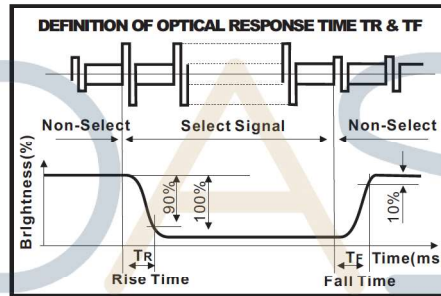 DEFINITION OF OPTICAL RESPONSE TIME TR & TF
Non-Select Select Signal Non-Select
Brightness(%)
90%
100%
10%
TR
Rise Time
TF
Time(ms
Fall Time